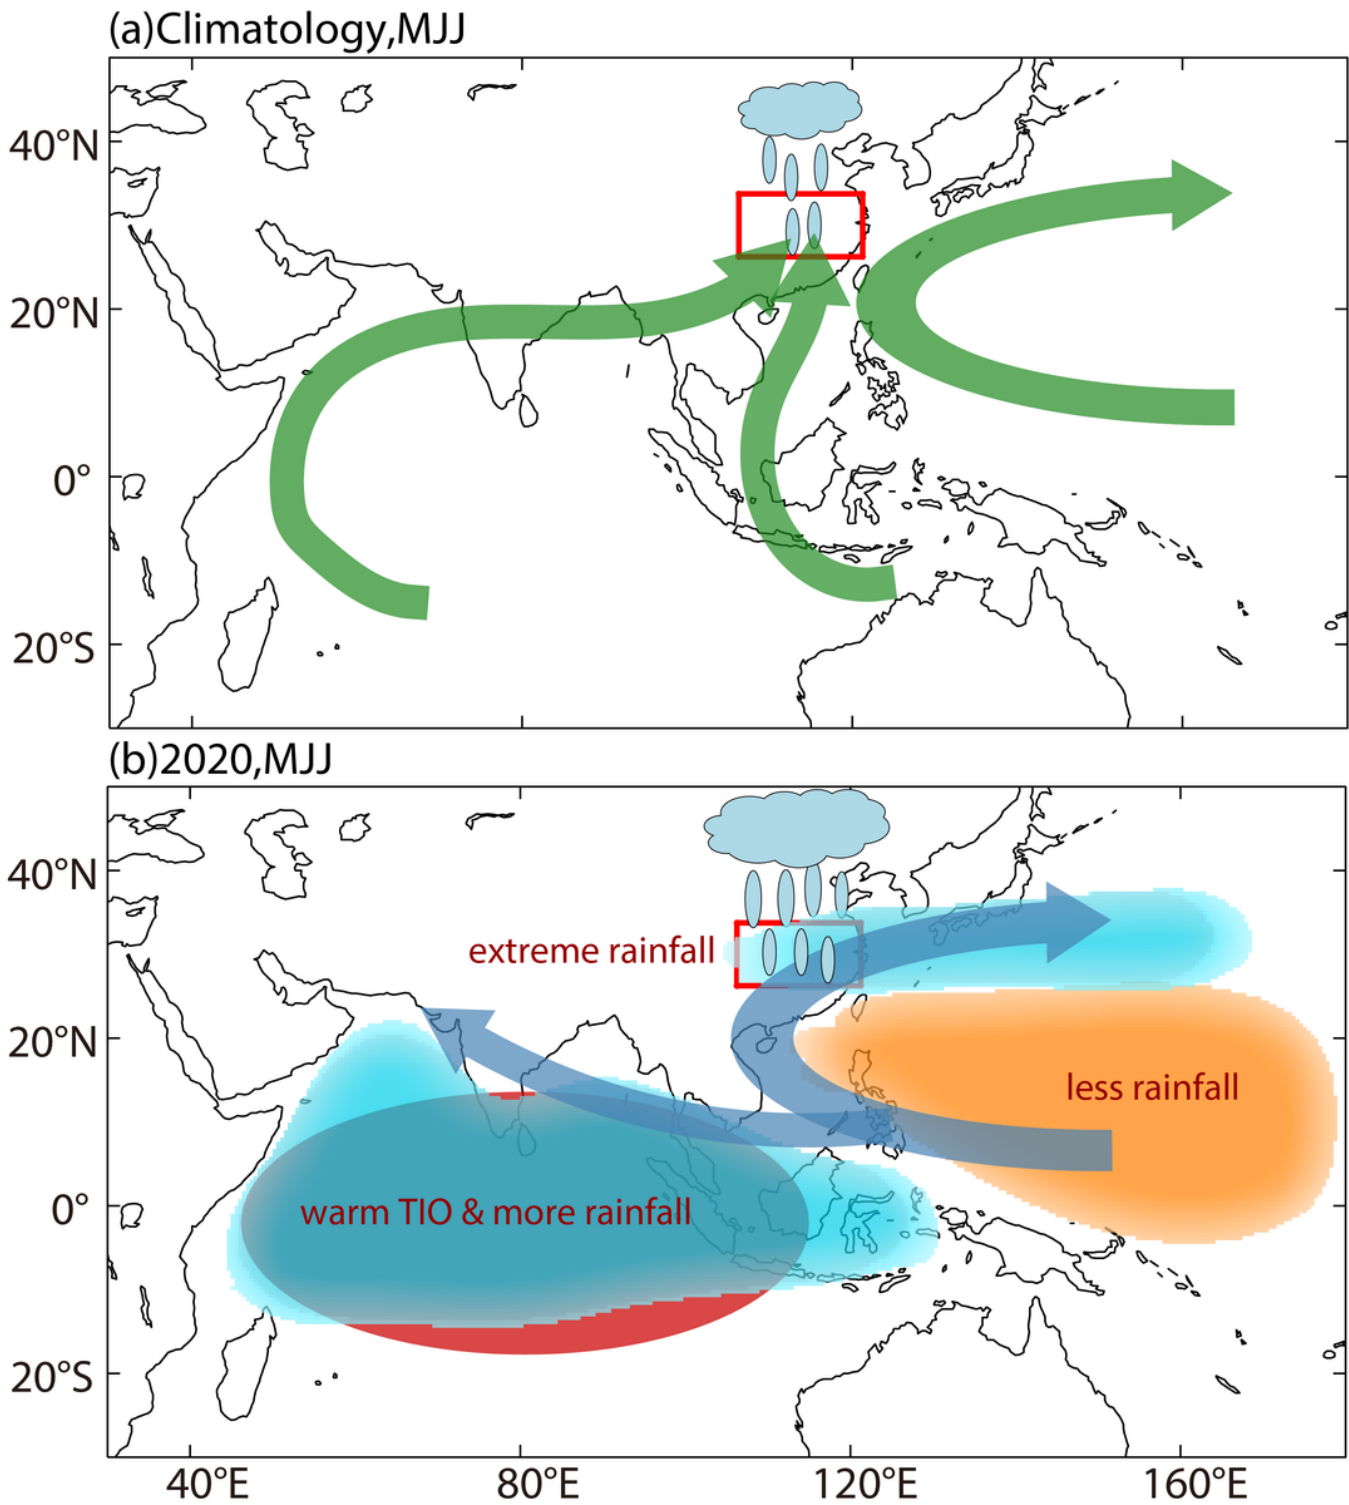 (a)Climatology,MJJ
40°N
20°N
0°
20°S
(b)2020,MJJ
40°N
extreme rainfall
20°N
less rainfall
0°
warm TIO & more rainfall
20°S
40°E 80°E 120°E 160°E